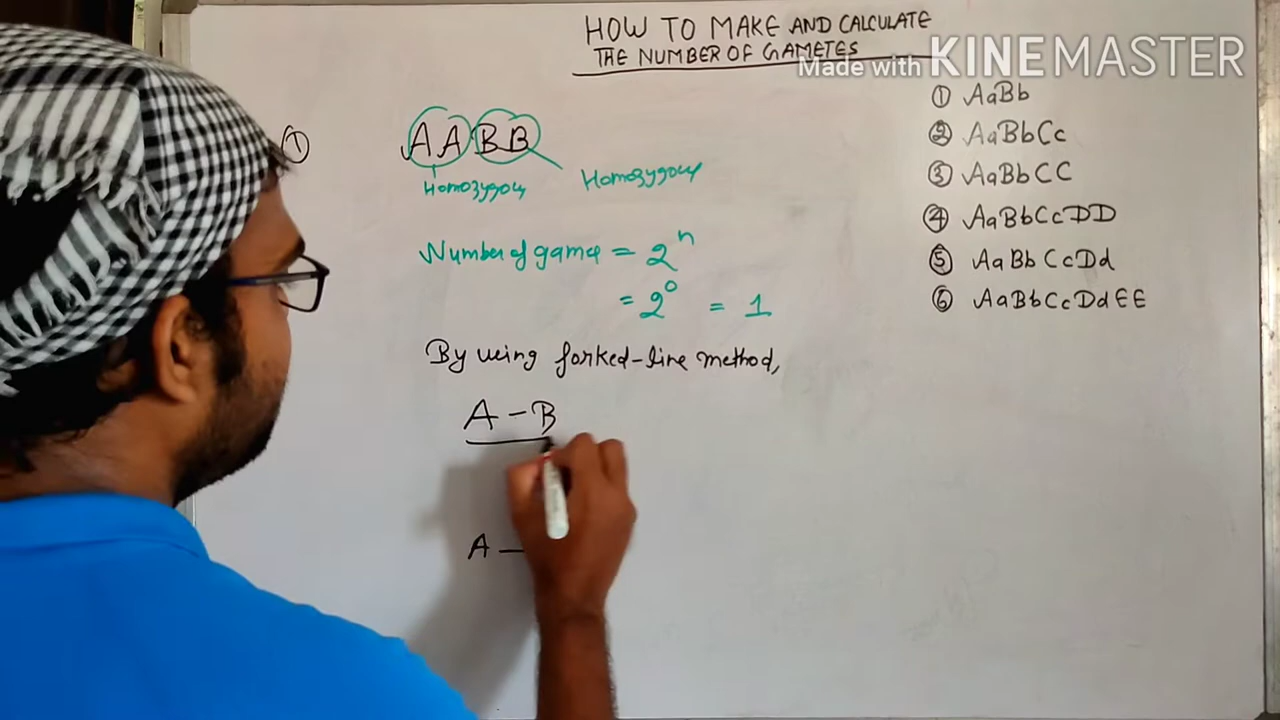 HOW TO MAKE AND CALCULATE
THE NUMBER OF GAMETES
Made with KINEMASTER
① AABB
Homozygous Homozygous
Number of game = 2ⁿ
= 2⁰ = 1
By using forked-line method,
A – B
A –
① AaBb
② AaBbCc
③ AaBbCC
④ AaBbCcDD
⑤ AaBbCcDd
⑥ AaBbCcDdEE